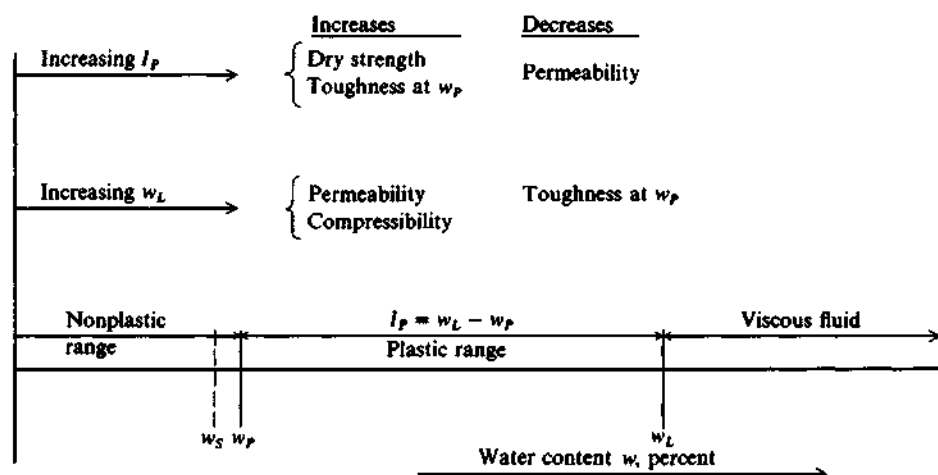 Increases Decreases
Increasing I_P Dry strength Permeability
Toughness at w_P
Increasing w_L Permeability Toughness at w_P
Compressibility
Nonplastic range I_P = w_L − w_P Viscous fluid
Plastic range
w_S w_P w_L
Water content w, percent